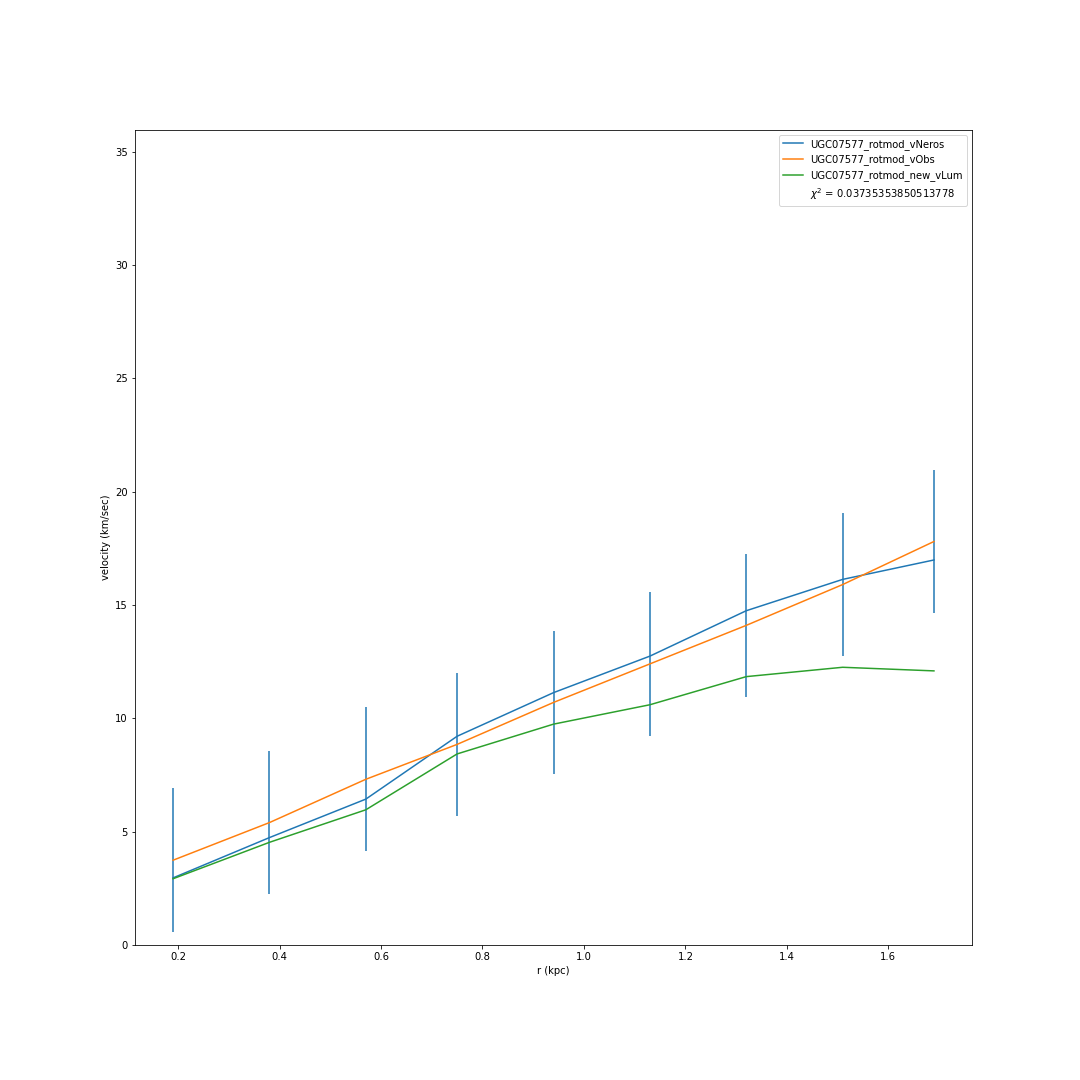 UGC07577_rotmod_vNeros
UGC07577_rotmod_vObs
UGC07577_rotmod_new_vLum
χ² = 0.03735353850513778
35
30
25
20
15
10
5
0
velocity (km/sec)
0.2 0.4 0.6 0.8 1.0 1.2 1.4 1.6
r (kpc)